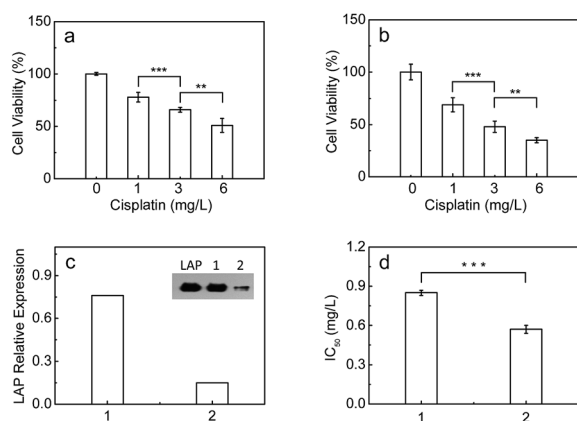 a
***
**
150
100
50
0
Cell Viability (%)
0 1 3 6
Cisplatin (mg/L)
b
***
**
150
100
50
0
Cell Viability (%)
0 1 3 6
Cisplatin (mg/L)
c
LAP 1 2
0.9
0.6
0.3
0.0
LAP Relative Expression
1 2
d
***
1.2
0.9
0.6
0.3
0.0
IC50 (mg/L)
1 2